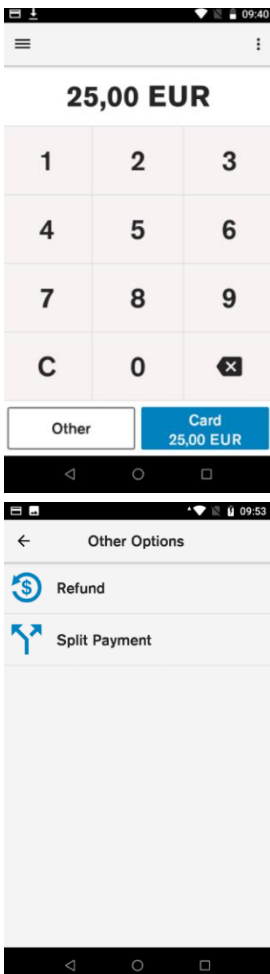 09:40
25,00 EUR
1 2 3
4 5 6
7 8 9
C 0
Other
Card
25,00 EUR
09:53
Other Options
Refund
Split Payment